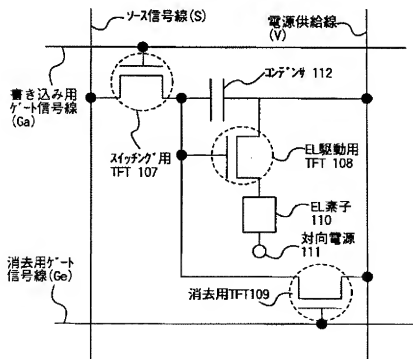 ソース信号線(S)
電源供給線
(V)
書き込み用
ゲート信号線
(Ga)
コンデンサ 112
スイッチング用
TFT 107
EL駆動用
TFT 108
EL素子
110
対向電源
111
消去用ゲート
信号線(Ge)
消去用TFT109